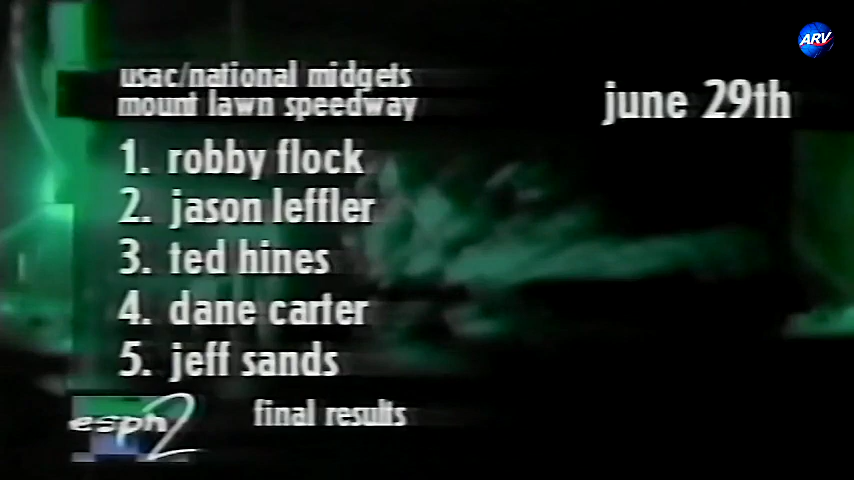 ARV
usac/national midgets
mount lawn speedway
june 29th
1. robby flock
2. jason leffler
3. ted hines
4. dane carter
5. jeff sands
espn2
final results